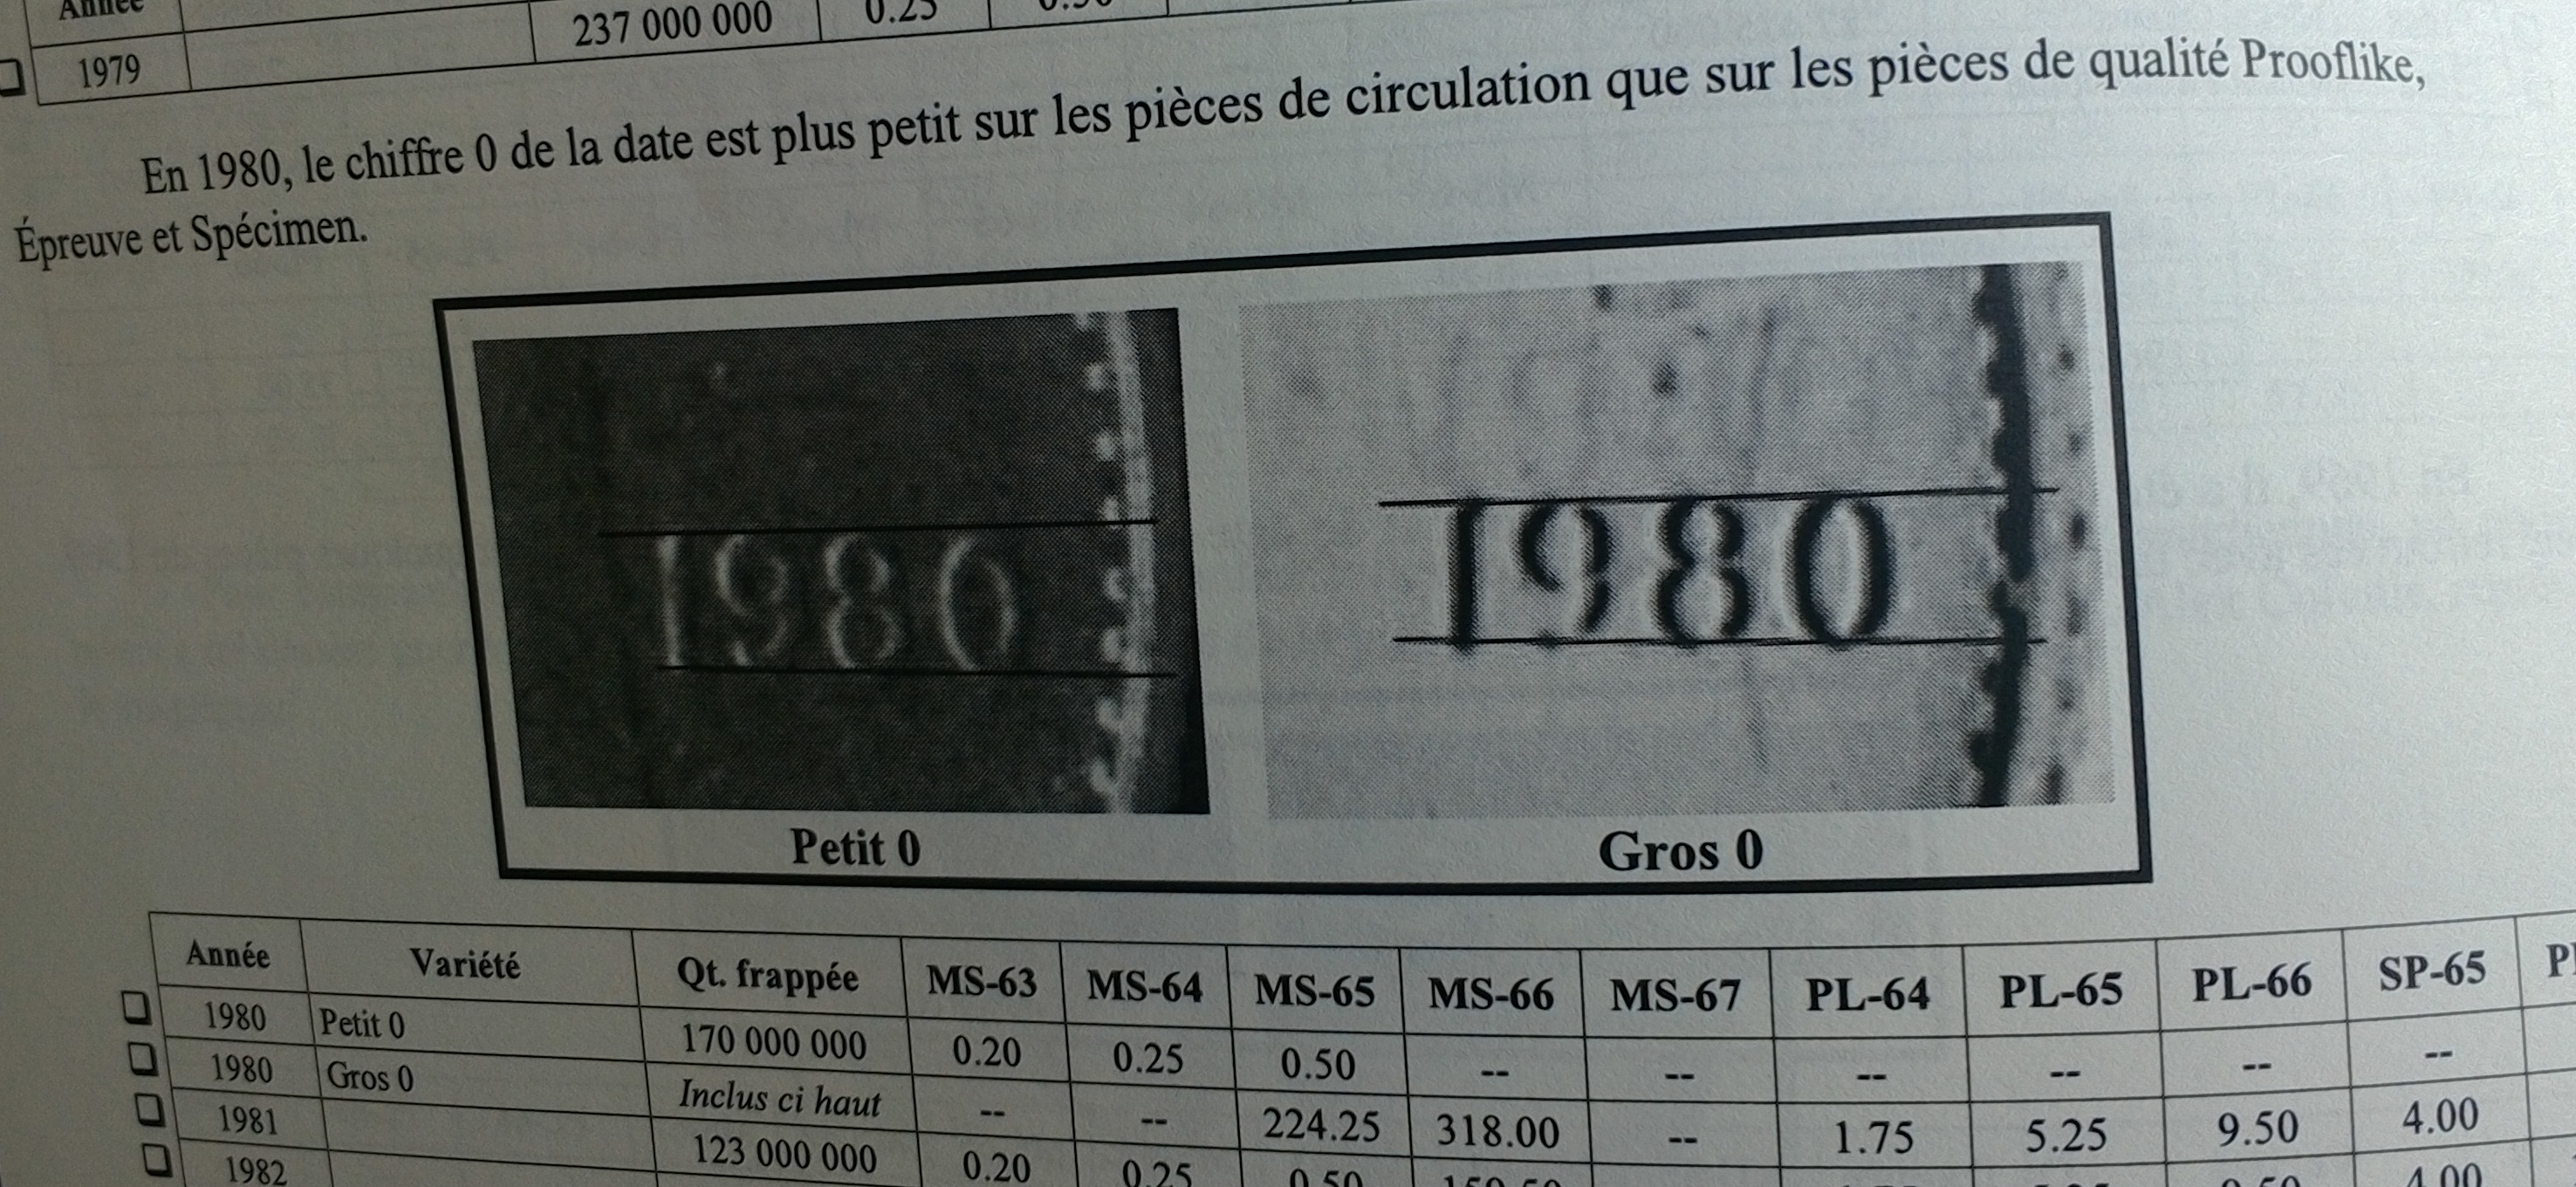 Année
237 000 000 0.25
1979
En 1980, le chiffre 0 de la date est plus petit sur les pièces de circulation que sur les pièces de qualité Prooflike,
Épreuve et Spécimen.
1980 1980
Petit 0 Gros 0
Année Variété Qt. frappée MS-63 MS-64 MS-65 MS-66 MS-67 PL-64 PL-65 PL-66 SP-65
1980 Petit 0 170 000 000 0.20 0.25 0.50 -- -- -- -- -- --
1980 Gros 0 Inclus ci haut -- -- 224.25 318.00 -- 1.75 5.25 9.50 4.00
1981 123 000 000 0.20 0.25 0.50 4.00
1982